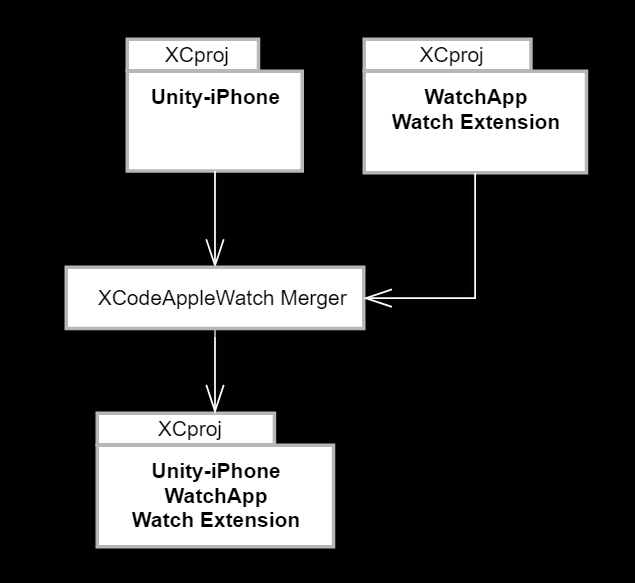 XCproj
Unity-iPhone
XCproj
WatchApp
Watch Extension
XCodeAppleWatch Merger
XCproj
Unity-iPhone
WatchApp
Watch Extension